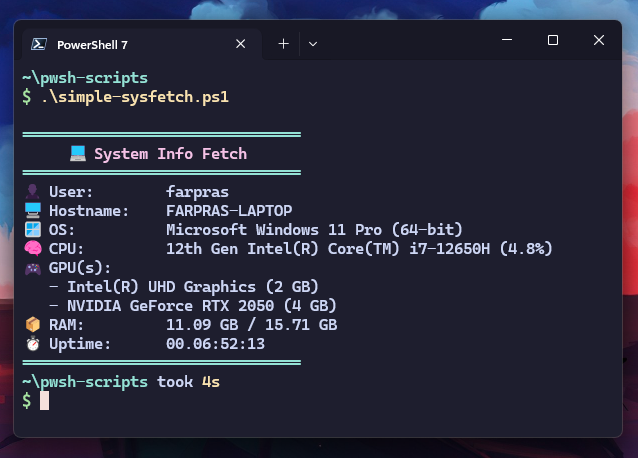 PowerShell 7
~\pwsh-scripts
$ .\simple-sysfetch.ps1
System Info Fetch
User: farpras
Hostname: FARPRAS-LAPTOP
OS: Microsoft Windows 11 Pro (64-bit)
CPU: 12th Gen Intel(R) Core(TM) i7-12650H (4.8%)
GPU(s):
- Intel(R) UHD Graphics (2 GB)
- NVIDIA GeForce RTX 2050 (4 GB)
RAM: 11.09 GB / 15.71 GB
Uptime: 00.06:52:13
~\pwsh-scripts took 4s
$